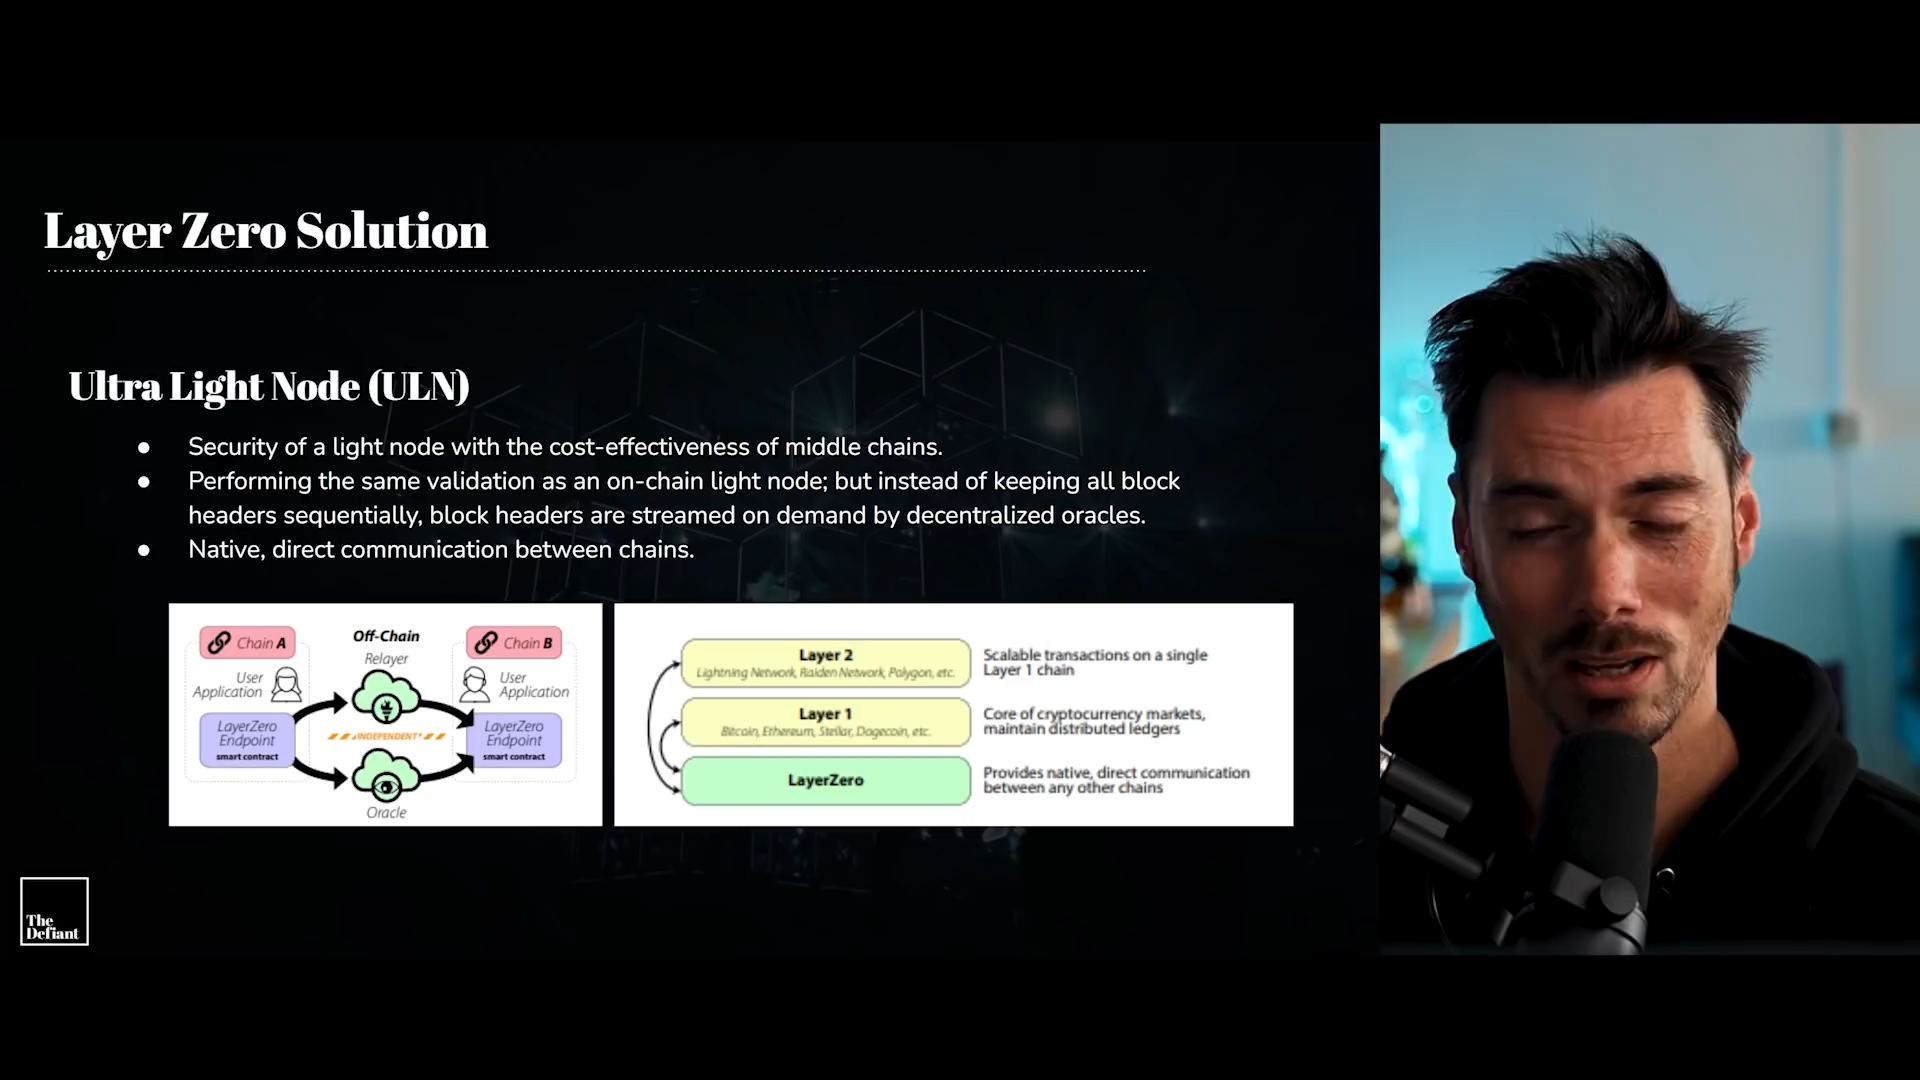 Layer Zero Solution
Ultra Light Node (ULN)
● Security of a light node with the cost-effectiveness of middle chains.
● Performing the same validation as an on-chain light node; but instead of keeping all block
headers sequentially, block headers are streamed on demand by decentralized oracles.
● Native, direct communication between chains.
Chain A
User
Application
LayerZero
Endpoint
smart contract
Off-Chain
Relayer
INDEPENDENT
Oracle
Chain B
User
Application
LayerZero
Endpoint
smart contract
Layer 2
Lightning Network, Raiden Network, Polygon, etc.
Scalable transactions on a single
Layer 1 chain
Layer 1
Bitcoin, Ethereum, Stellar, Dogecoin, etc.
Core of cryptocurrency markets,
maintain distributed ledgers
LayerZero
Provides native, direct communication
between any other chains
The
Defiant